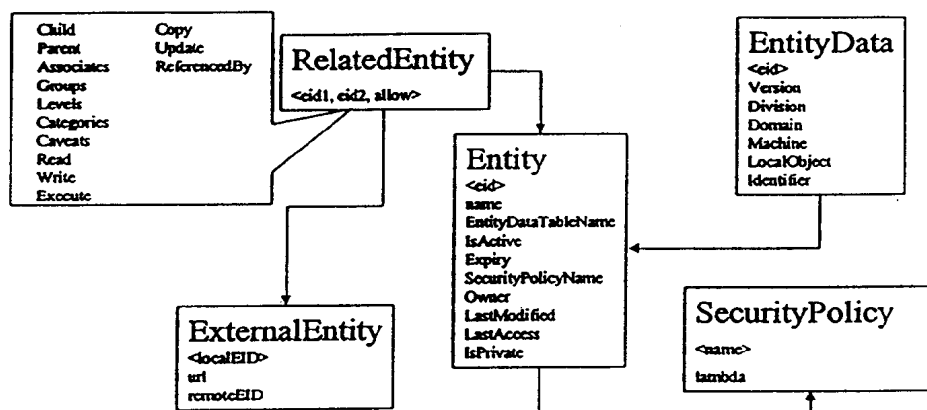 Child
Parent
Associates
Groups
Levels
Categories
Caveats
Read
Write
Execute
Copy
Update
ReferencedBy
RelatedEntity
<eid1, eid2, allow>
EntityData
<eid>
Version
Division
Domain
Machine
LocalObject
Identifier
Entity
<eid>
name
EntityDataTableName
IsActive
Expiry
SecurityPolicyName
Owner
LastModified
LastAccess
IsPrivate
ExternalEntity
<localEID>
url
remoteEID
SecurityPolicy
<name>
lambda